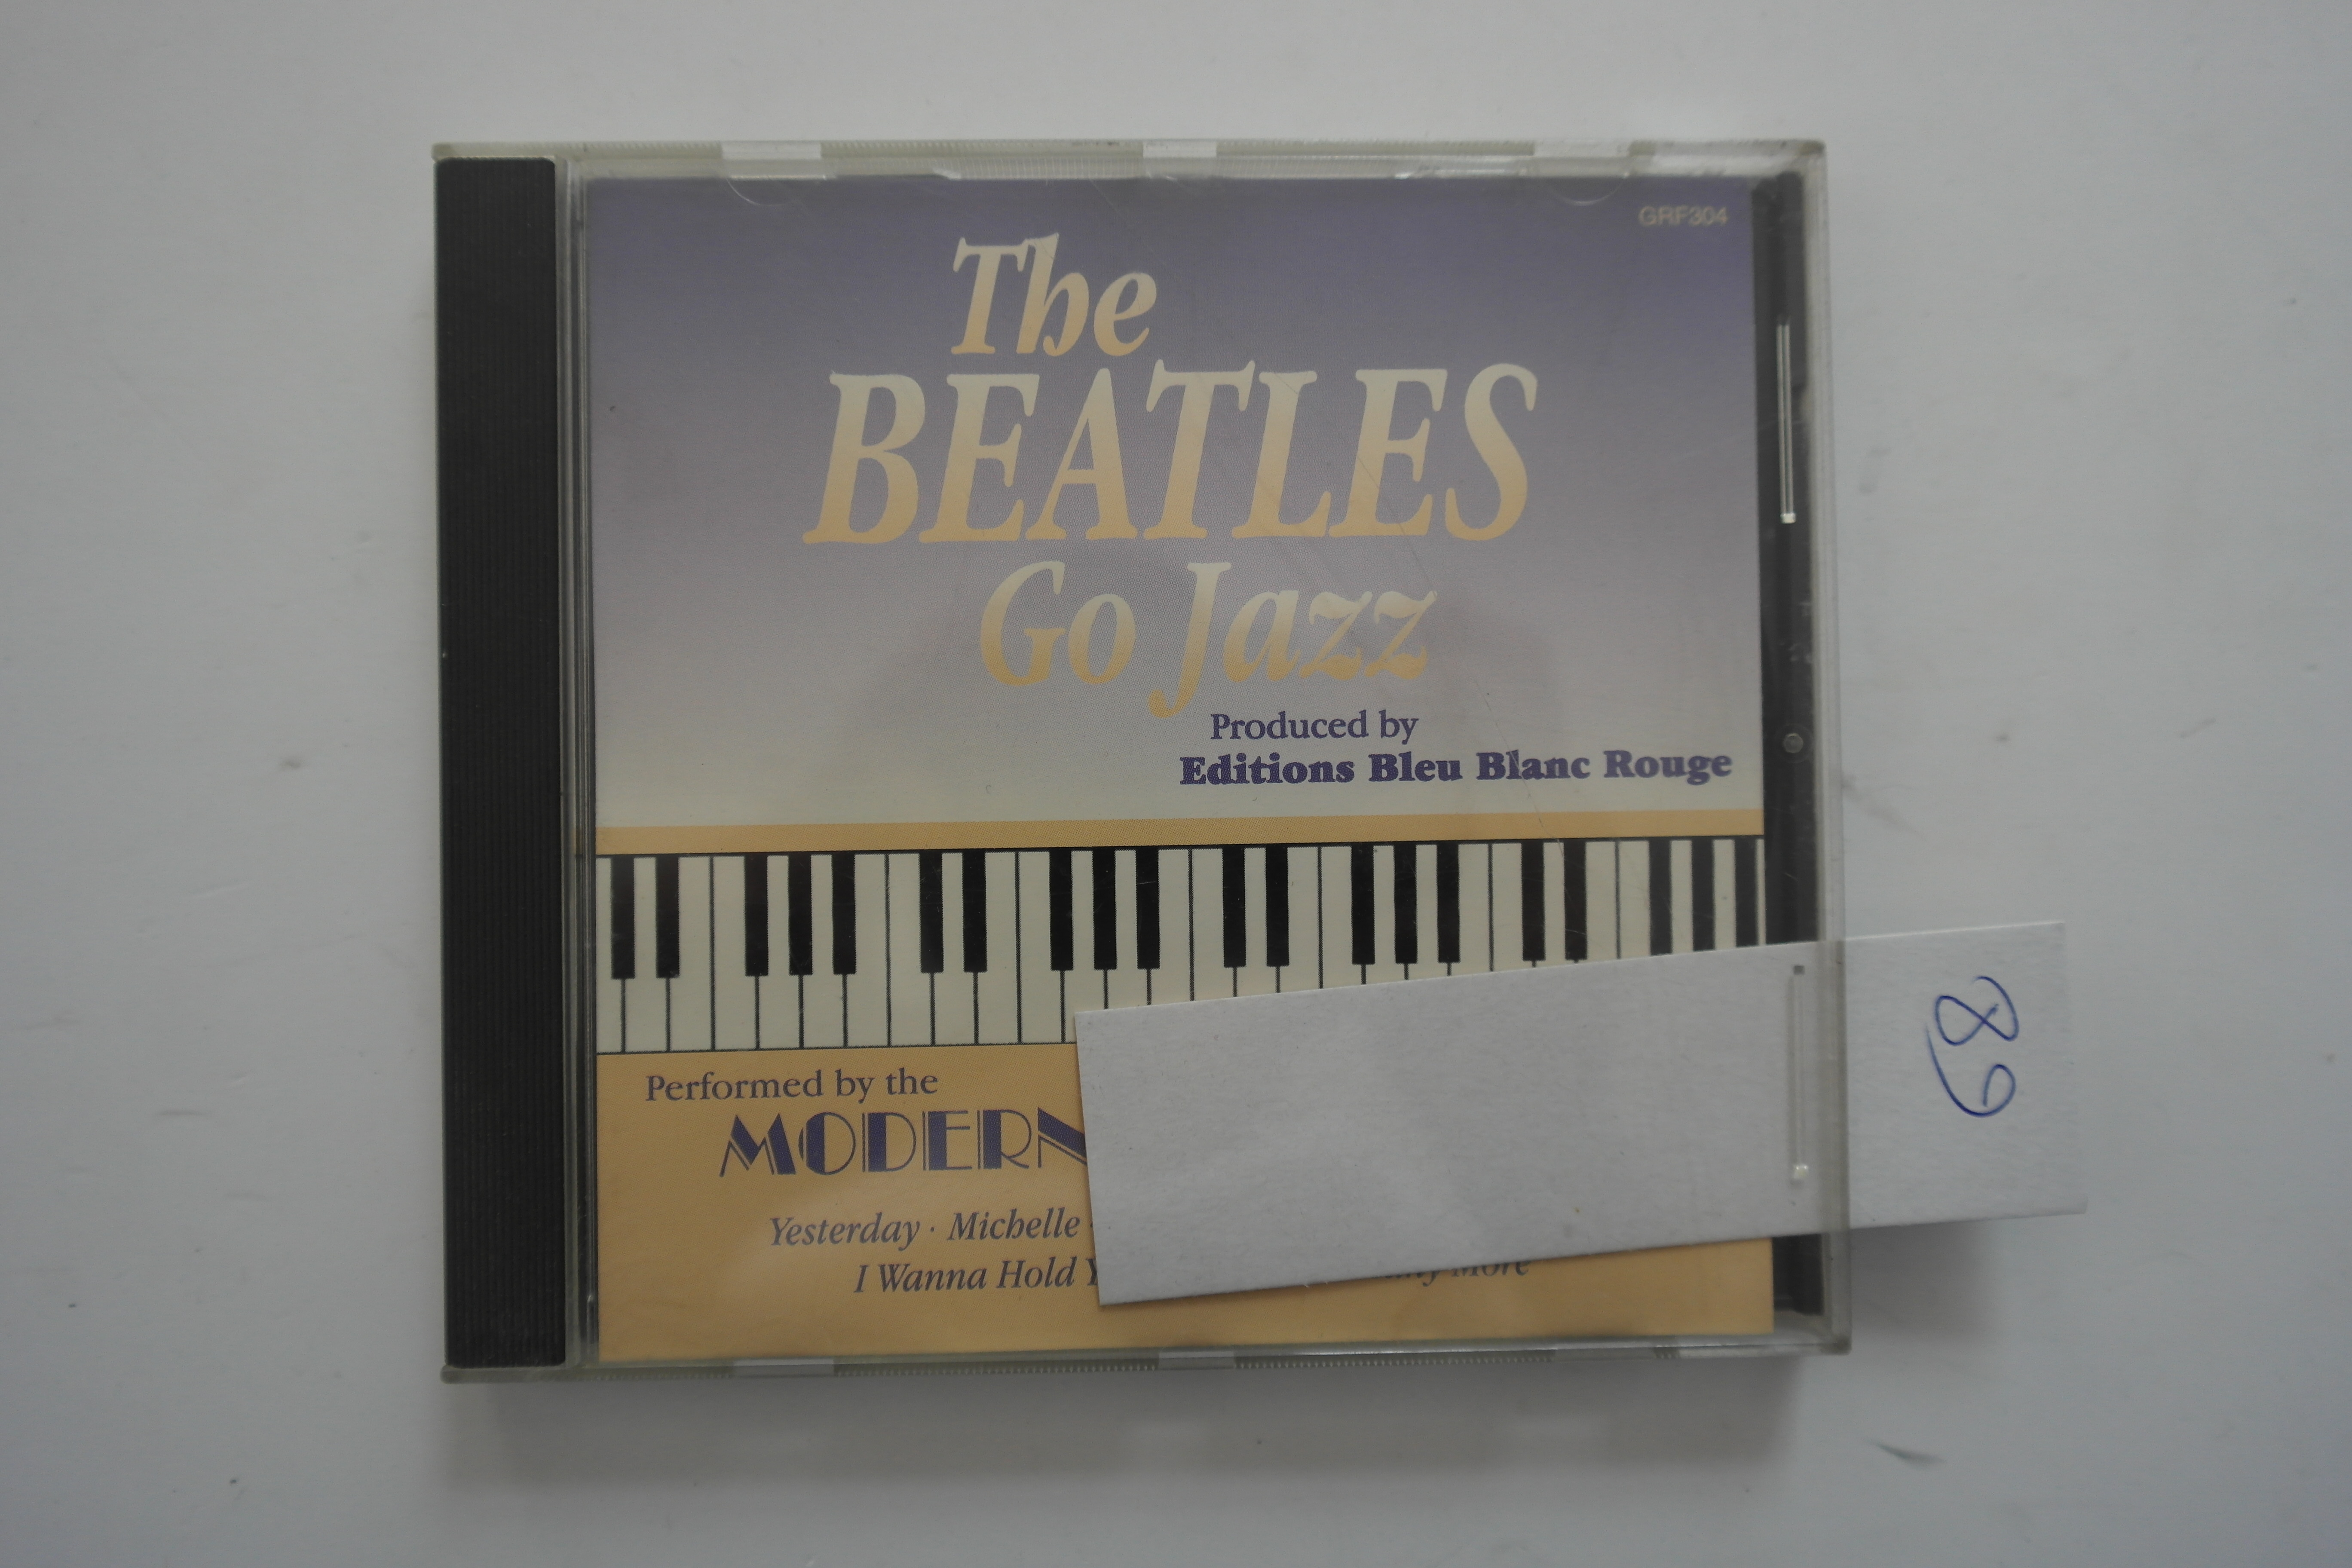 GRF304
The
BEATLES
Go Jazz
Produced by
Editions Bleu Blanc Rouge
Performed by the
MODERN
Yesterday · Michelle
I Wanna Hold More